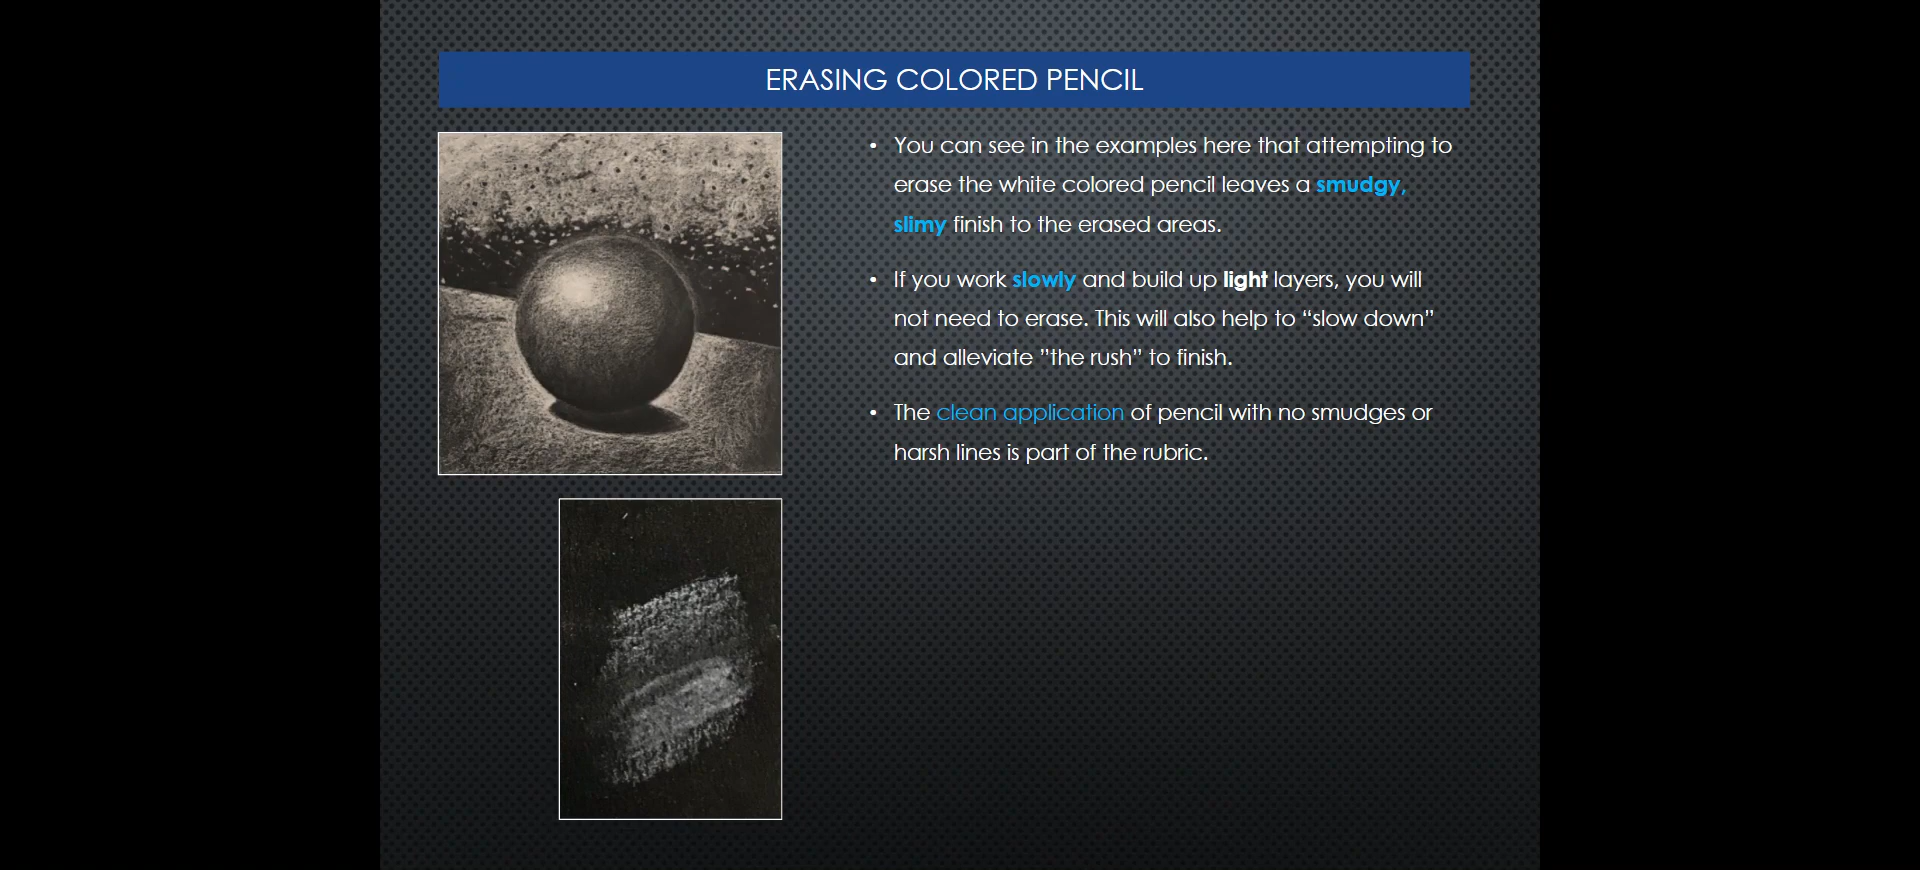 ERASING COLORED PENCIL
• You can see in the examples here that attempting to
erase the white colored pencil leaves a smudgy,
slimy finish to the erased areas.
• If you work slowly and build up light layers, you will
not need to erase. This will also help to “slow down”
and alleviate ”the rush” to finish.
• The clean application of pencil with no smudges or
harsh lines is part of the rubric.